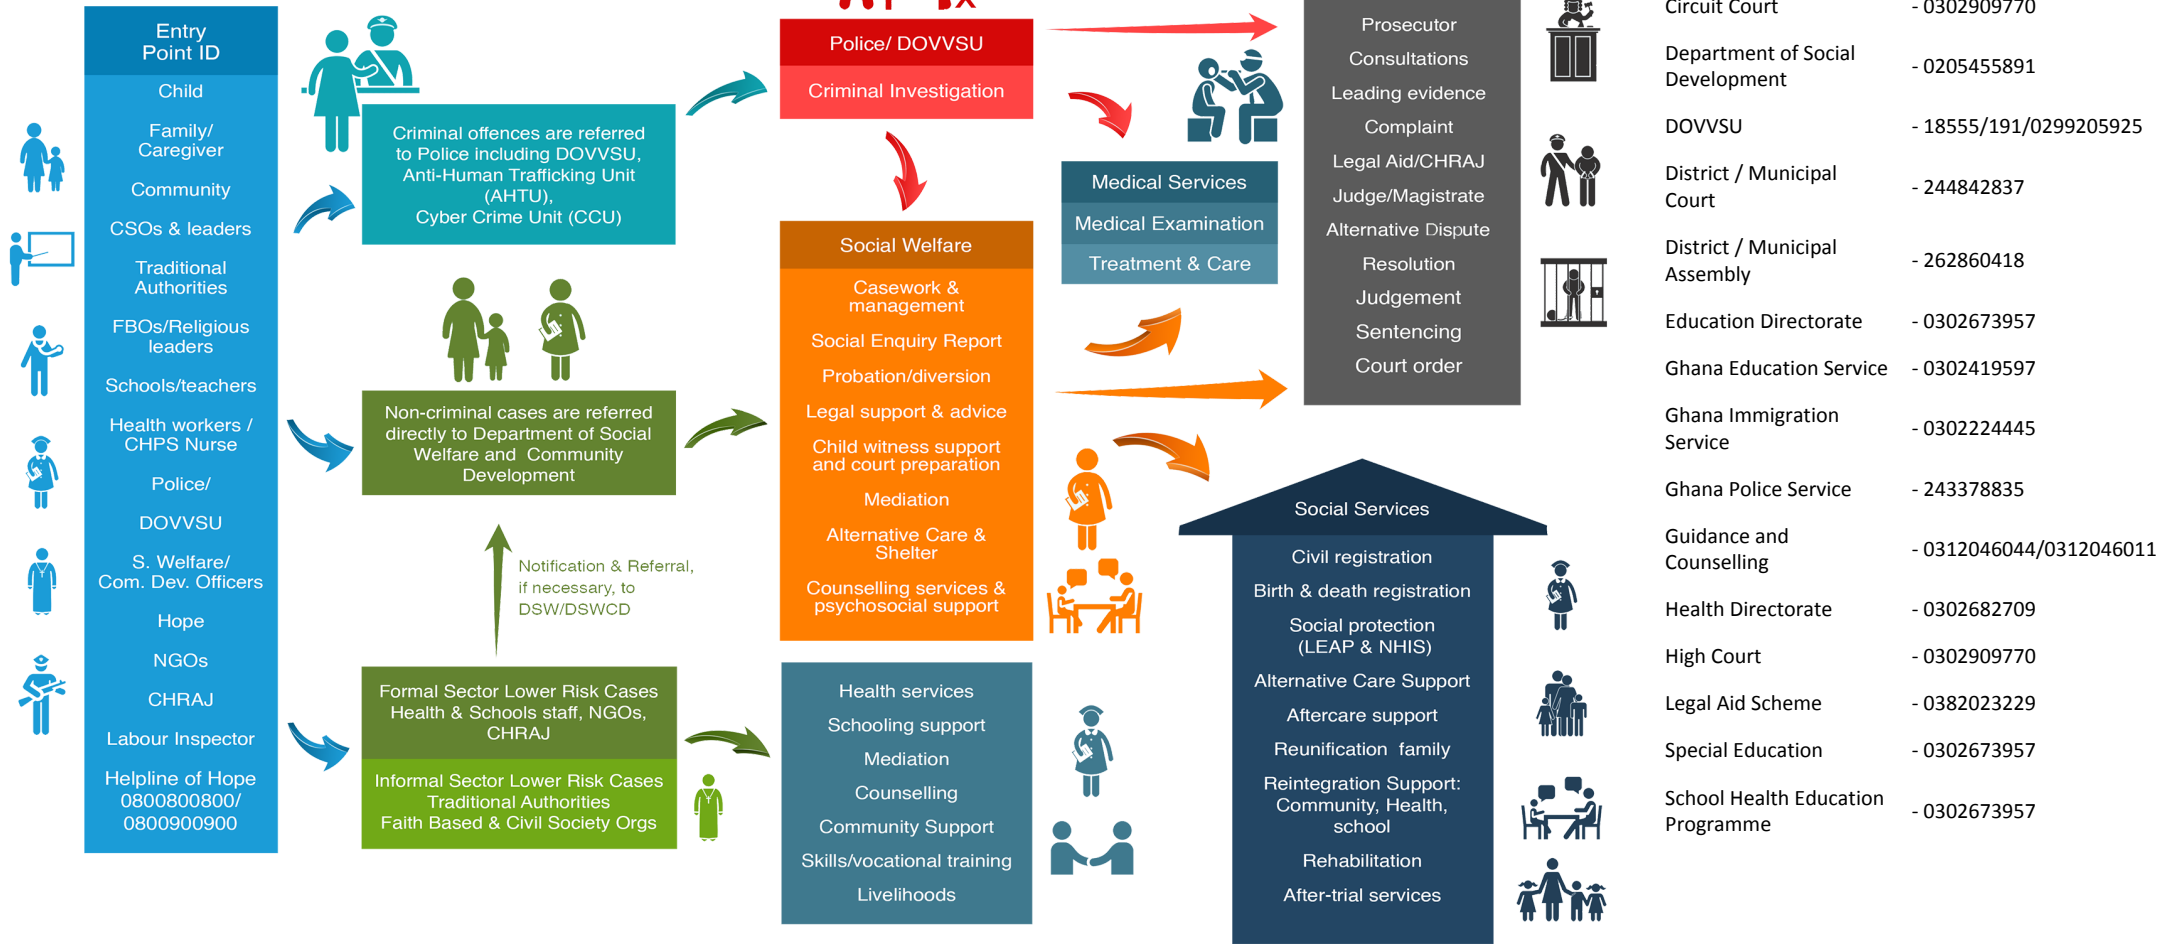 Entry
Point ID
Child
Family/
Caregiver
Community
CSOs & leaders
Traditional
Authorities
FBOs/Religious
leaders
Schools/teachers
Health workers /
CHPS Nurse
Police/
DOVVSU
S. Welfare/
Com. Dev. Officers
Hope
NGOs
CHRAJ
Labour Inspector
Helpline of Hope
0800800800/
0800900900
Criminal offences are referred
to Police including DOVVSU,
Anti-Human Trafficking Unit
(AHTU),
Cyber Crime Unit (CCU)
Non-criminal cases are referred
directly to Department of Social
Welfare and Community
Development
Notification & Referral,
if necessary, to
DSW/DSWCD
Formal Sector Lower Risk Cases
Health & Schools staff, NGOs,
CHRAJ
Informal Sector Lower Risk Cases
Traditional Authorities
Faith Based & Civil Society Orgs
Police/ DOVVSU
Criminal Investigation
Social Welfare
Casework &
management
Social Enquiry Report
Probation/diversion
Legal support & advice
Child witness support
and court preparation
Mediation
Alternative Care &
Shelter
Counselling services &
psychosocial support
Health services
Schooling support
Mediation
Counselling
Community Support
Skills/vocational training
Livelihoods
Medical Services
Medical Examination
Treatment & Care
Prosecutor
Consultations
Leading evidence
Complaint
Legal Aid/CHRAJ
Judge/Magistrate
Alternative Dispute
Resolution
Judgement
Sentencing
Court order
Social Services
Civil registration
Birth & death registration
Social protection
(LEAP & NHIS)
Alternative Care Support
Aftercare support
Reunification family
Reintegration Support:
Community, Health,
school
Rehabilitation
After-trial services
Circuit Court - 0302909770
Department of Social
Development - 0205455891
DOVVSU - 18555/191/0299205925
District / Municipal
Court - 244842837
District / Municipal
Assembly - 262860418
Education Directorate - 0302673957
Ghana Education Service - 0302419597
Ghana Immigration
Service - 0302224445
Ghana Police Service - 243378835
Guidance and
Counselling - 0312046044/0312046011
Health Directorate - 0302682709
High Court - 0302909770
Legal Aid Scheme - 0382023229
Special Education - 0302673957
School Health Education
Programme - 0302673957